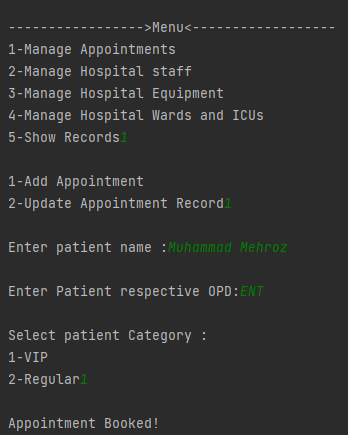 ----------------->Menu<------------------
1-Manage Appointments
2-Manage Hospital staff
3-Manage Hospital Equipment
4-Manage Hospital Wards and ICUs
5-Show Records1
1-Add Appointment
2-Update Appointment Record1
Enter patient name :Muhammad Mehroz
Enter Patient respective OPD:ENT
Select patient Category :
1-VIP
2-Regular1
Appointment Booked!